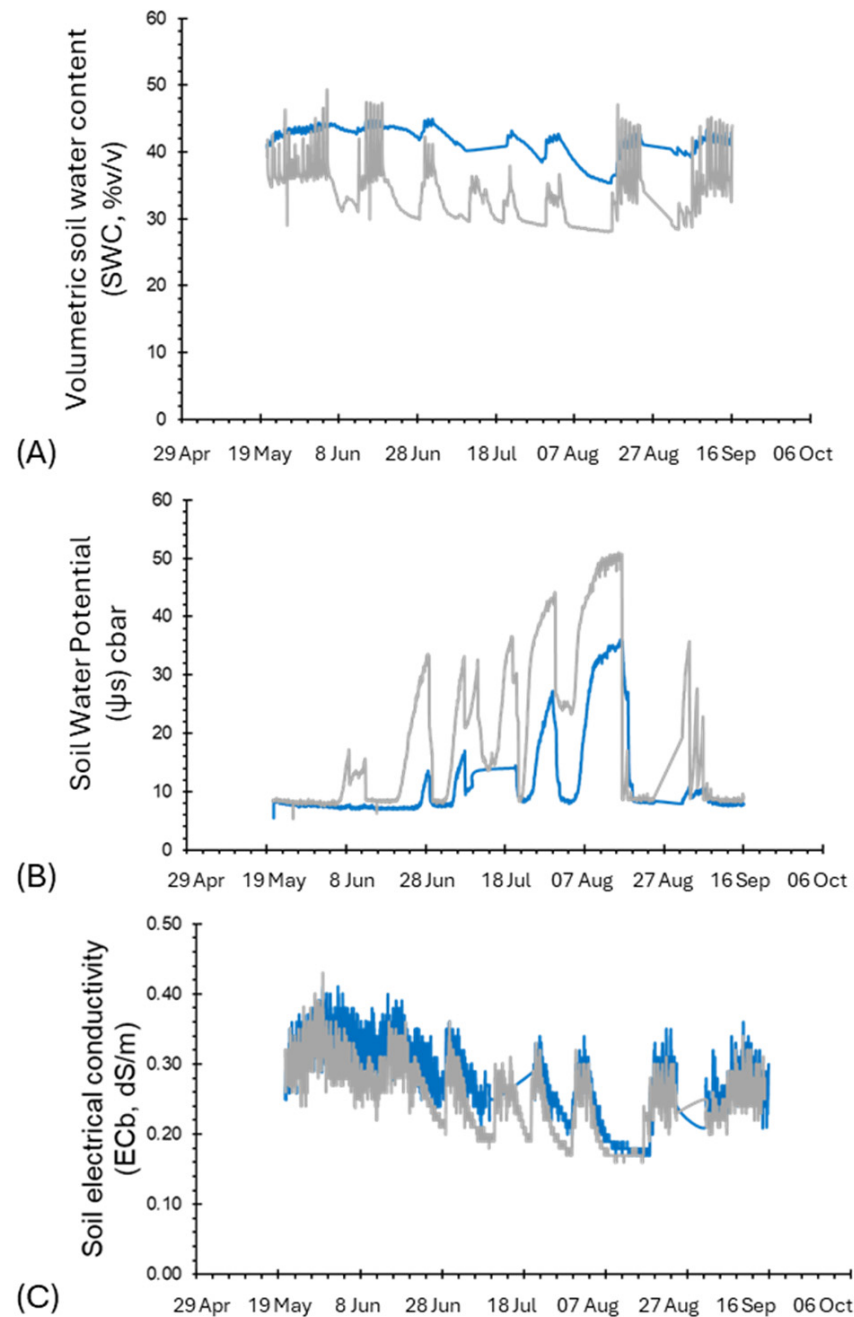 60
50
40
30
20
10
0
Volumetric soil water content
(SWC, %v/v)
(A)
29 Apr 19 May 8 Jun 28 Jun 18 Jul 07 Aug 27 Aug 16 Sep 06 Oct
60
50
40
30
20
10
0
Soil Water Potential
(ψs) cbar
(B)
29 Apr 19 May 8 Jun 28 Jun 18 Jul 07 Aug 27 Aug 16 Sep 06 Oct
0.50
0.40
0.30
0.20
0.10
0.00
Soil electrical conductivity
(ECb, dS/m)
(C)
29 Apr 19 May 8 Jun 28 Jun 18 Jul 07 Aug 27 Aug 16 Sep 06 Oct